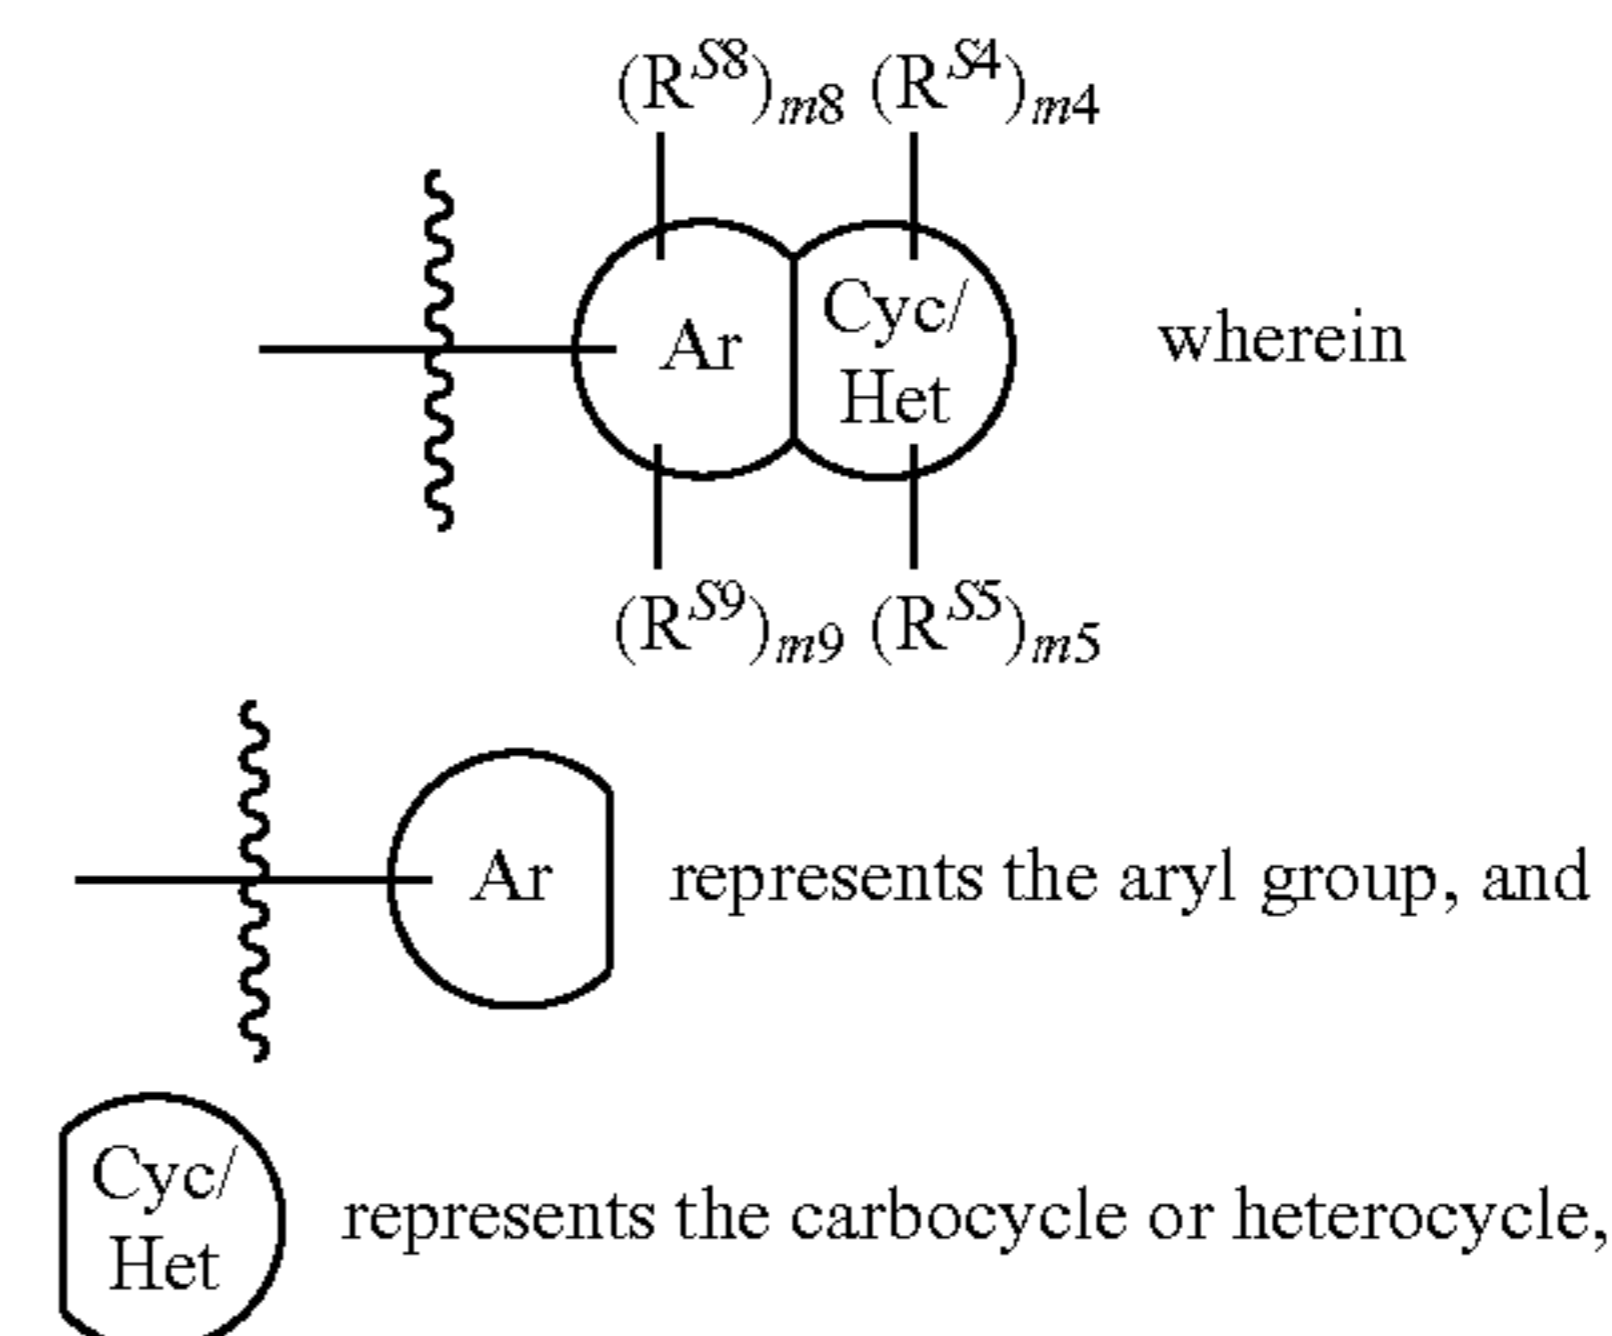 (R^S8)_m8 (R^S4)_m4
Ar Cyc/ Het wherein
(R^S9)_m9 (R^S5)_m5
Ar represents the aryl group, and
Cyc/ Het represents the carbocycle or heterocycle,